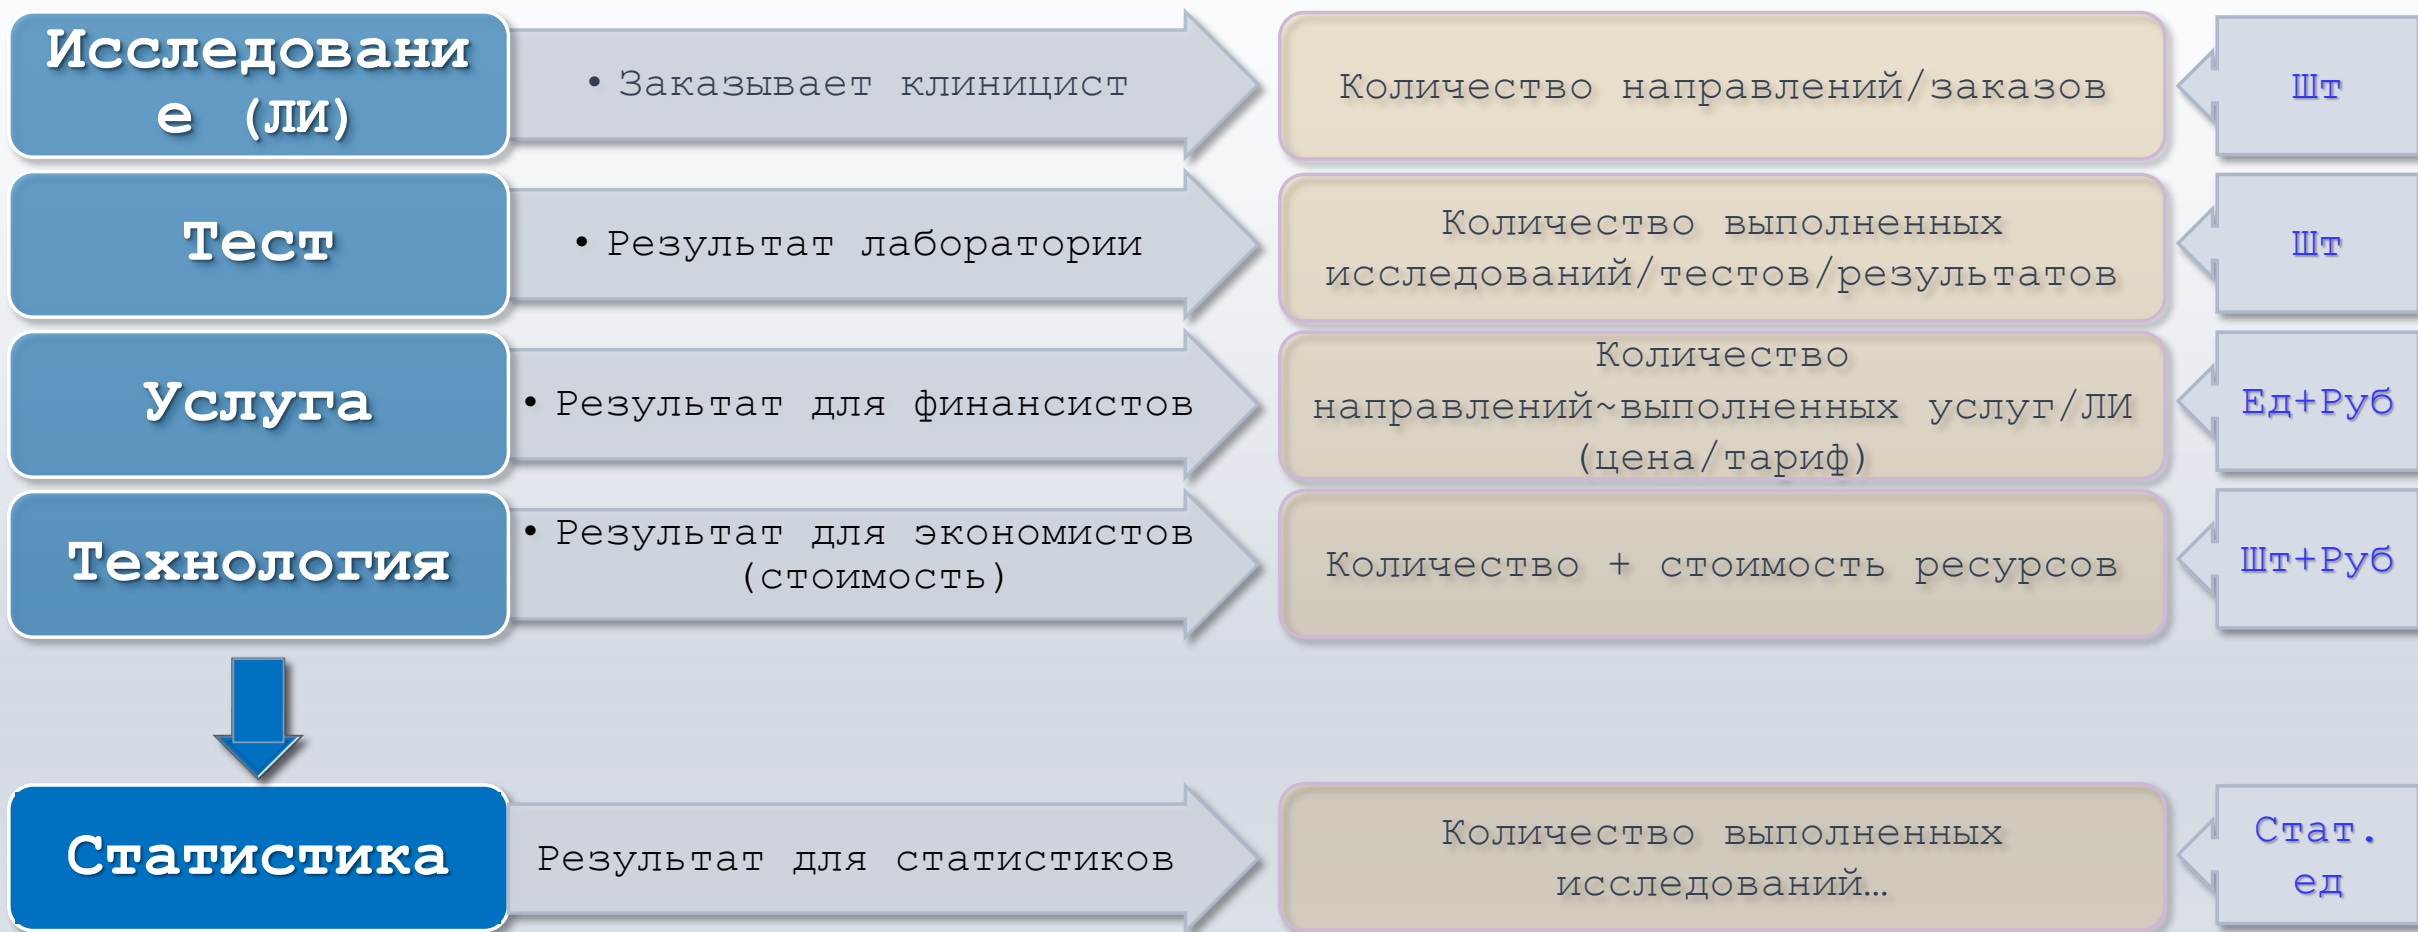 Исследовани
е (ЛИ)
• Заказывает клиницист
Количество направлений/заказов
Шт
Тест
• Результат лаборатории
Количество выполненных
исследований/тестов/результатов
Шт
Услуга
• Результат для финансистов
Количество
направлений~выполненных услуг/ЛИ
(цена/тариф)
Ед+Руб
Технология
• Результат для экономистов
(стоимость)
Количество + стоимость ресурсов
Шт+Руб
Статистика
Результат для статистиков
Количество выполненных
исследований…
Стат.
ед